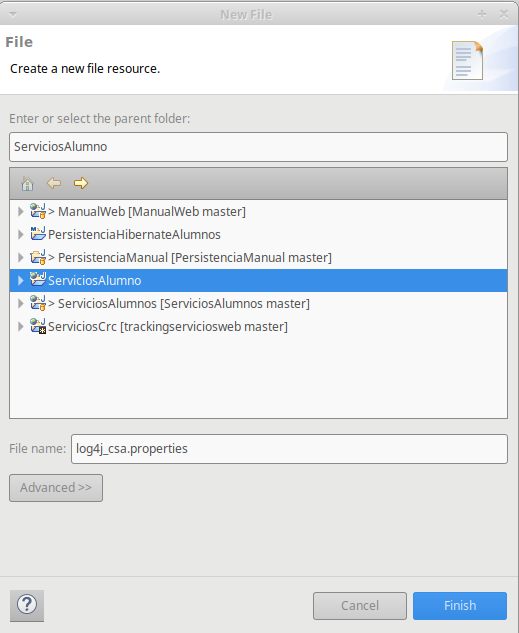 New File
File
Create a new file resource.
Enter or select the parent folder:
ServiciosAlumno
> ManualWeb [ManualWeb master]
PersistenciaHibernateAlumnos
> PersistenciaManual [PersistenciaManual master]
ServiciosAlumno
> ServiciosAlumnos [ServiciosAlumnos master]
ServiciosCrc [trackingserviciosweb master]
File name: log4j_csa.properties
Advanced >>
? Cancel Finish